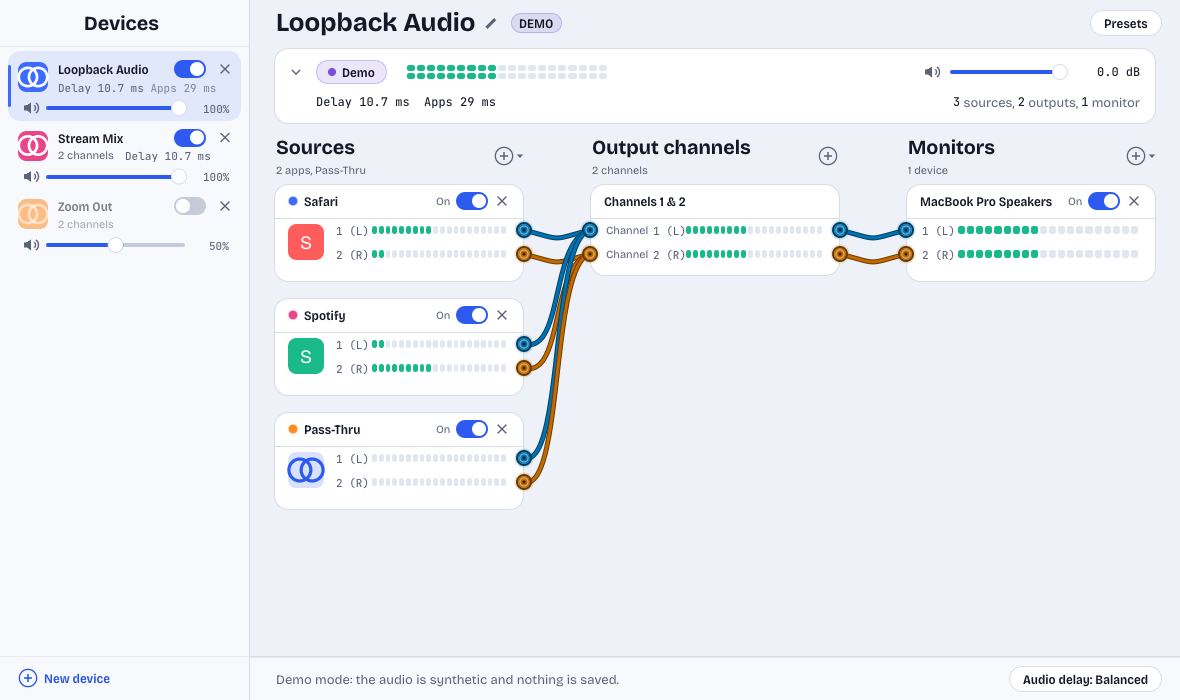 Devices
Loopback Audio
Delay 10.7 ms Apps 29 ms
100%
Stream Mix
2 channels Delay 10.7 ms
100%
Zoom Out
2 channels
50%
New device
Loopback Audio DEMO Presets
Demo 0.0 dB
Delay 10.7 ms Apps 29 ms 3 sources, 2 outputs, 1 monitor
Sources
2 apps, Pass-Thru
Safari On
S
1 (L)
2 (R)
Spotify On
S
1 (L)
2 (R)
Pass-Thru On
1 (L)
2 (R)
Output channels
2 channels
Channels 1 & 2
Channel 1 (L)
Channel 2 (R)
Monitors
1 device
MacBook Pro Speakers On
1 (L)
2 (R)
Demo mode: the audio is synthetic and nothing is saved. Audio delay: Balanced